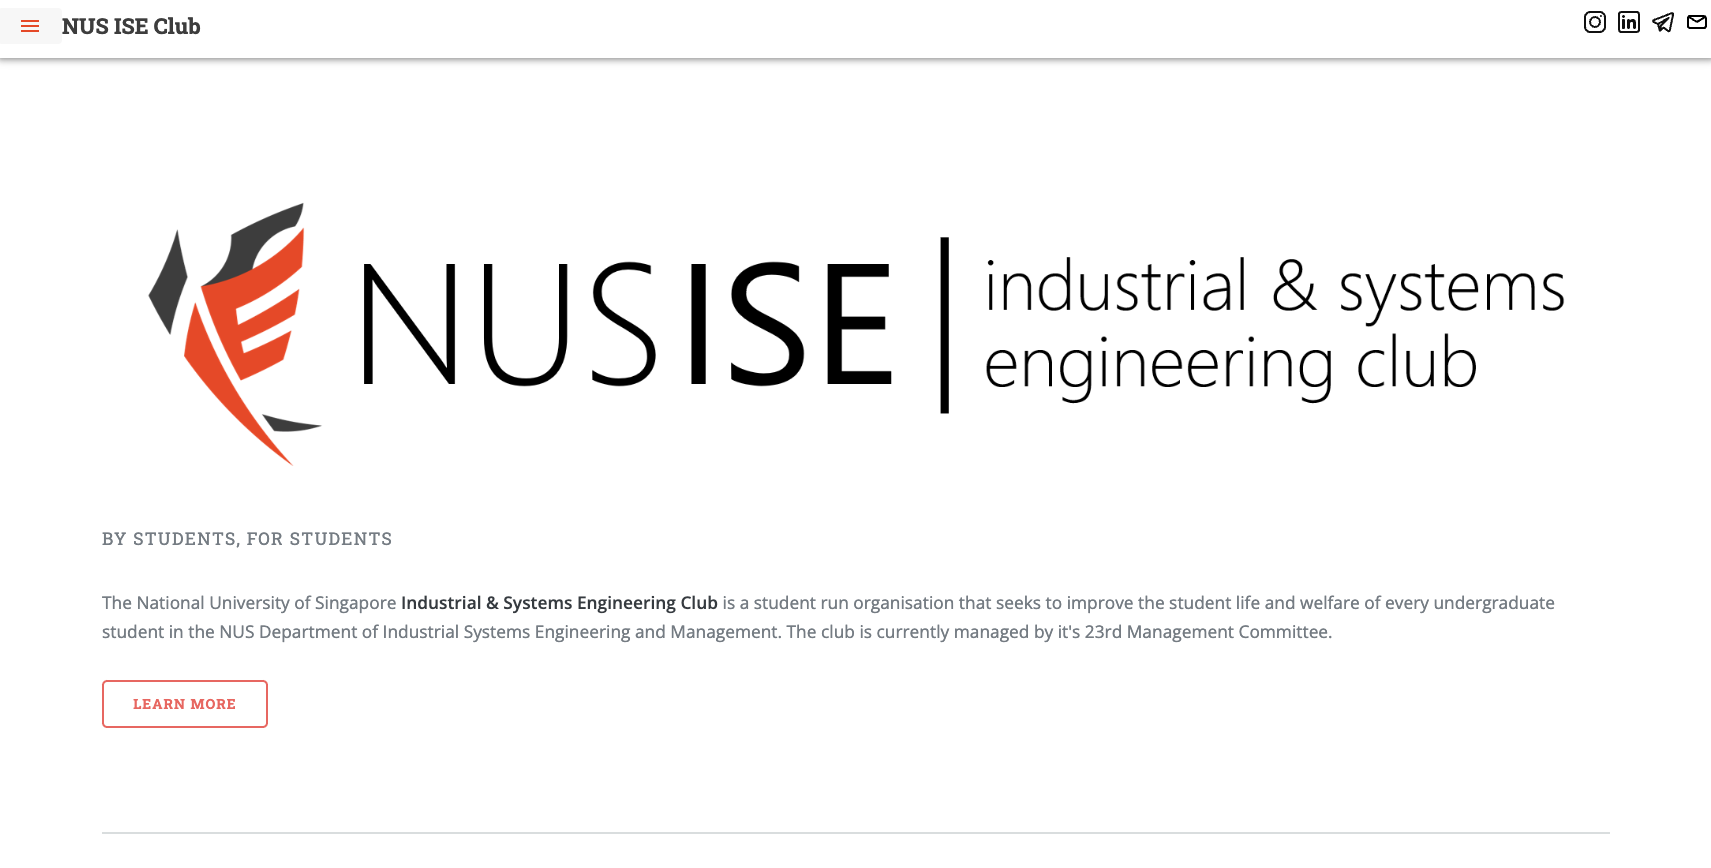 NUS ISE Club
NUSISE | industrial & systems
engineering club
BY STUDENTS, FOR STUDENTS
The National University of Singapore Industrial & Systems Engineering Club is a student run organisation that seeks to improve the student life and welfare of every undergraduate
student in the NUS Department of Industrial Systems Engineering and Management. The club is currently managed by it's 23rd Management Committee.
LEARN MORE